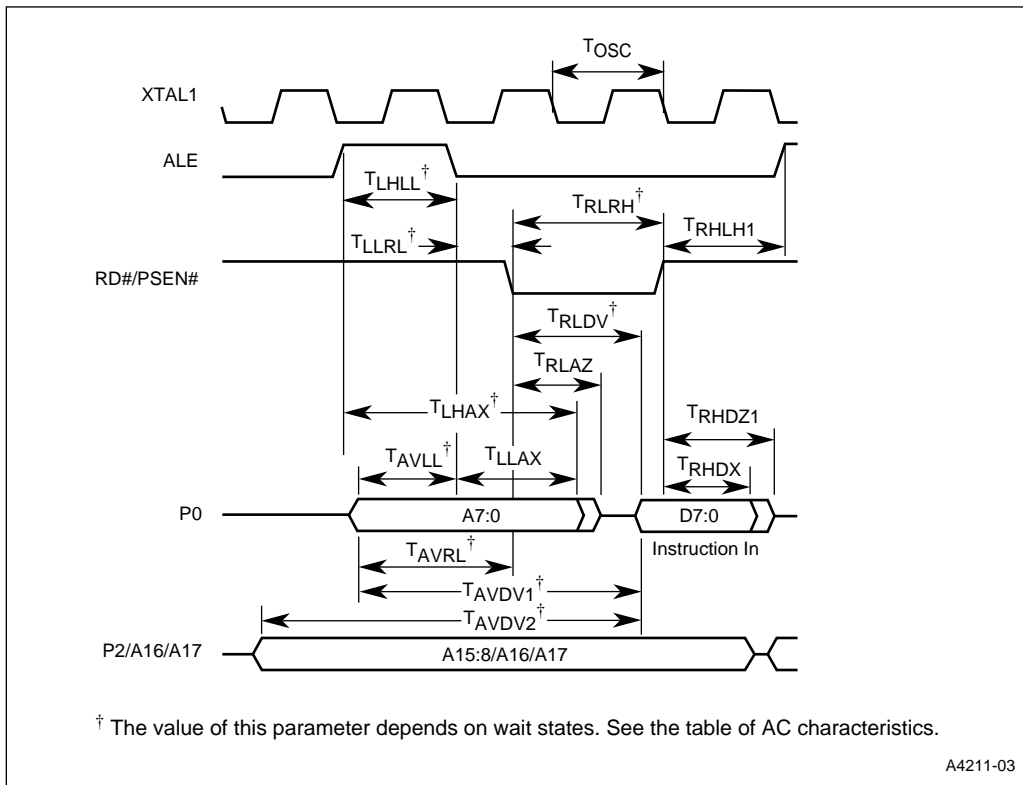 TOSC
XTAL1
ALE
TLHLL†
TRLRH†
TRHLH1
TLLRL†
RD#/PSEN#
TRLDV†
TRLAZ
TLHAX†
TRHDZ1
TAVLL†
TLLAX
TRHDX
P0
A7:0
D7:0
Instruction In
TAVRL†
TAVDV1†
TAVDV2†
P2/A16/A17
A15:8/A16/A17
† The value of this parameter depends on wait states. See the table of AC characteristics.
A4211-03